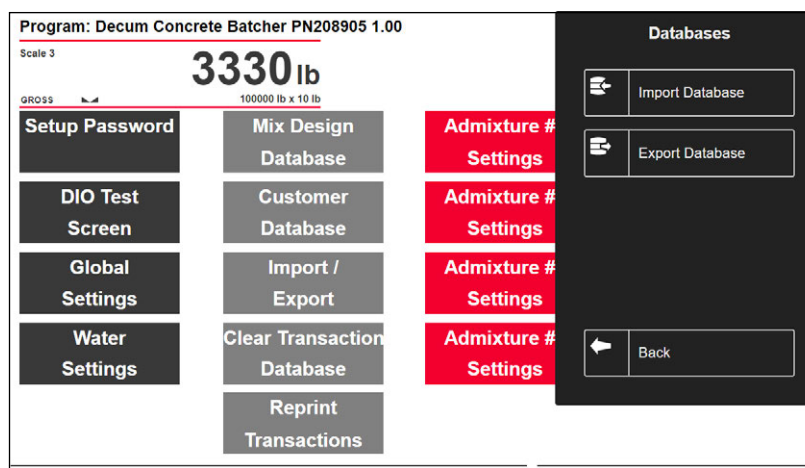 Program: Decum Concrete Batcher PN208905 1.00
Scale 3
3330 lb
GROSS
100000 lb x 10 lb
Setup Password
Mix Design
Database
Admixture #
Settings
DIO Test
Screen
Customer
Database
Admixture #
Settings
Global
Settings
Import /
Export
Admixture #
Settings
Water
Settings
Clear Transaction
Database
Admixture #
Settings
Reprint
Transactions
Databases
Import Database
Export Database
Back